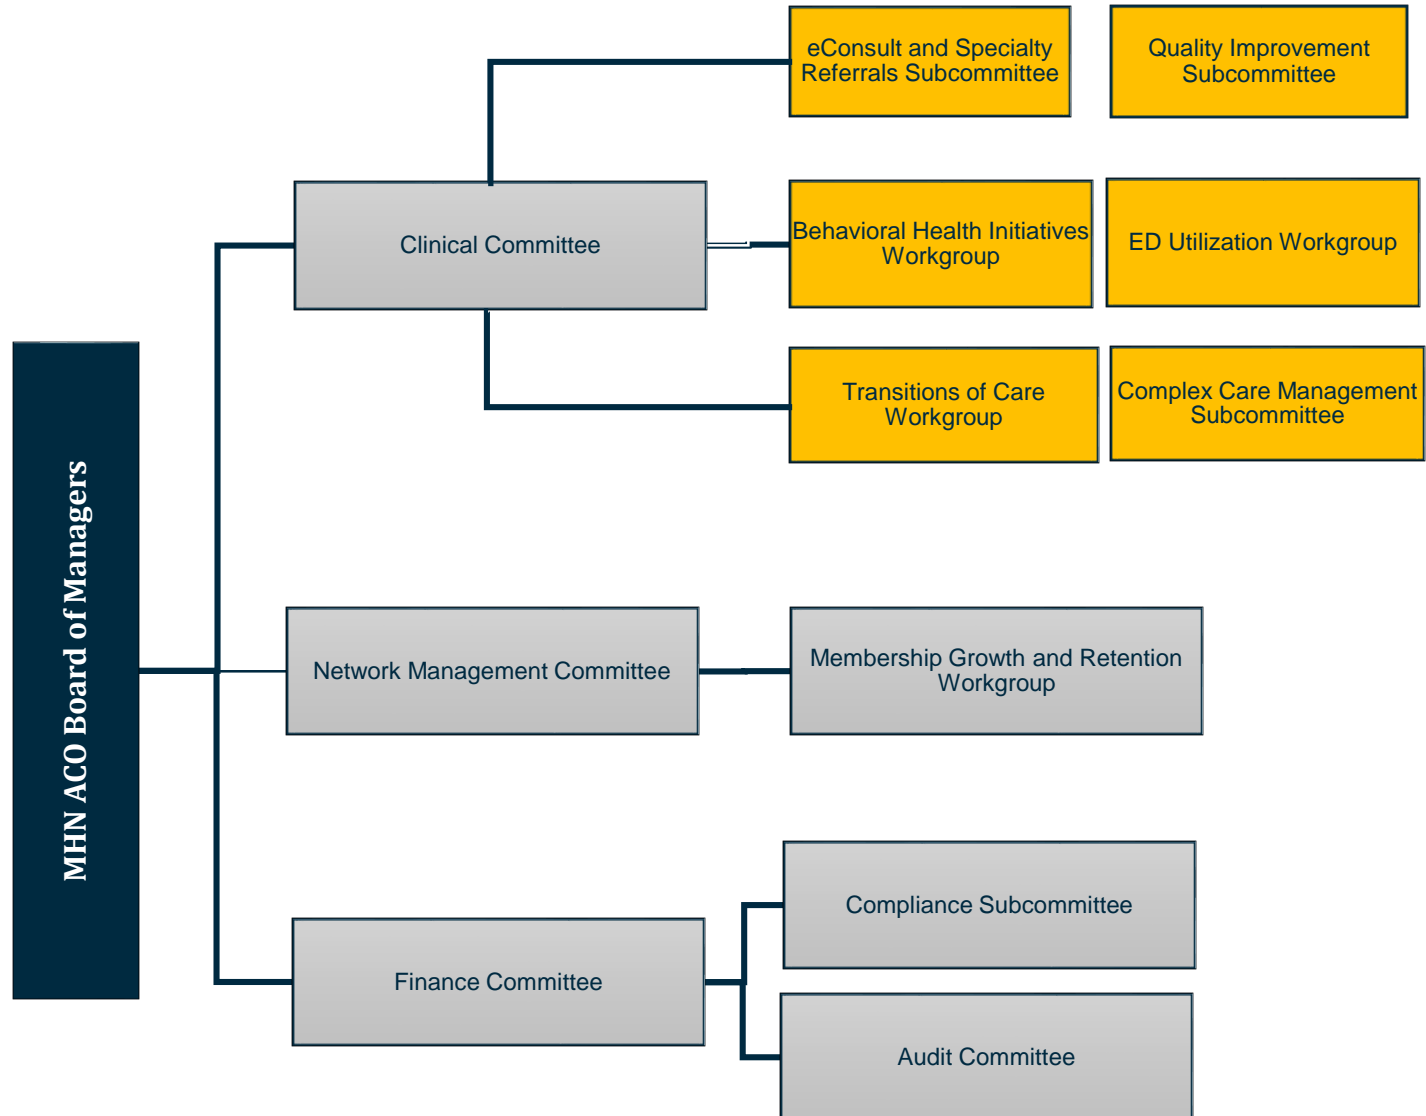 eConsult and Specialty
Referrals Subcommittee
Quality Improvement
Subcommittee
Clinical Committee
Behavioral Health Initiatives
Workgroup
ED Utilization Workgroup
Transitions of Care
Workgroup
Complex Care Management
Subcommittee
MHN ACO Board of Managers
Network Management Committee
Membership Growth and Retention
Workgroup
Compliance Subcommittee
Finance Committee
Audit Committee